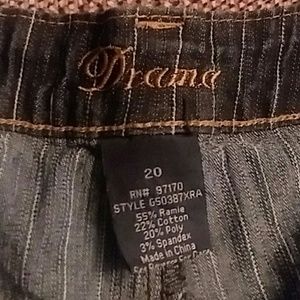 Drama
20
RN# 97170
STYLE G50387XRA
55% Ramie
22% Cotton
20% Poly
3% Spandex
Made in China